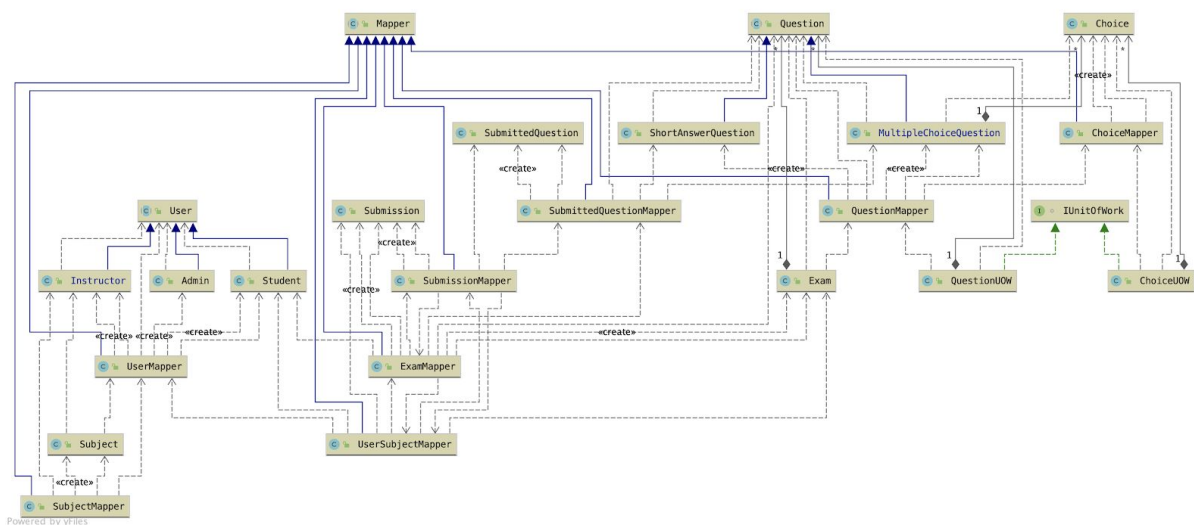 Mapper
Question
Choice
*
*
*
«create»
SubmittedQuestion
ShortAnswerQuestion
1
MultipleChoiceQuestion
ChoiceMapper
«create»
«create»
«create»
User
Submission
SubmittedQuestionMapper
QuestionMapper
IUnitOfWork
«create»
1
1
1
Instructor
Admin
Student
SubmissionMapper
Exam
QuestionUOW
ChoiceUOW
«create»
«create»
«create»
«create»
«create»
UserMapper
ExamMapper
Subject
UserSubjectMapper
«create»
SubjectMapper
Powered by yFiles